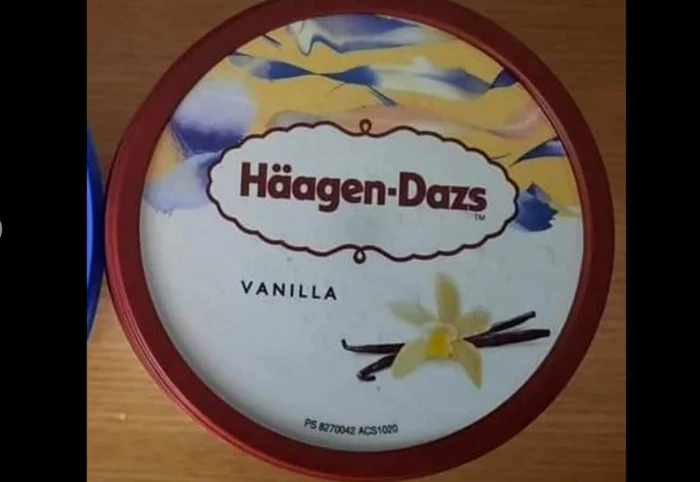 Häagen-Dazs
TM
VANILLA
PS 8270042 ACS1020